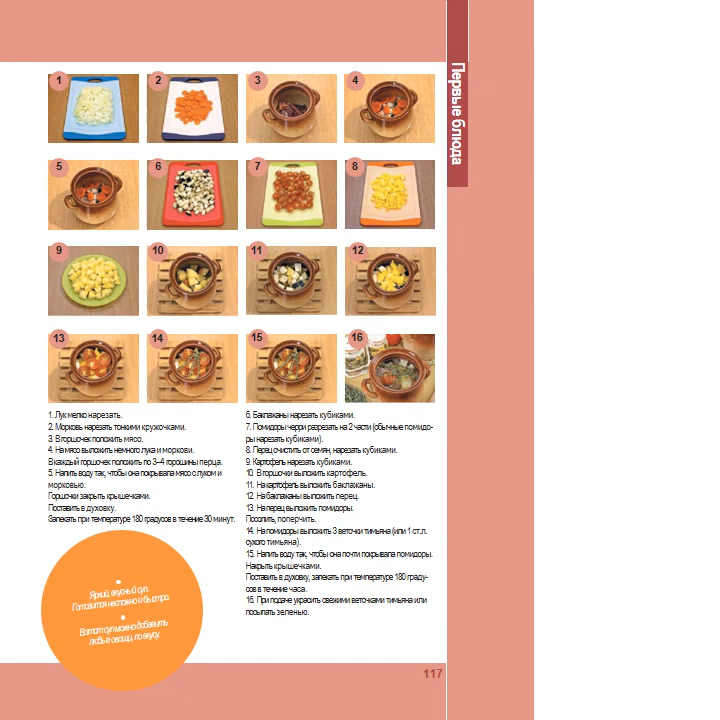 Первые блюда
1
2
3
4
5
6
7
8
9
10
11
12
13
14
15
16
1. Лук мелко нарезать.
2. Морковь нарезать тонкими кружочками.
3. В горшочек положить мясо.
4. На мясо выложить немного лука и моркови.
В каждый горшочек положить по 3–4 горошины перца.
5. Налить воду так, чтобы она покрывала мясо с луком и
морковью.
Горшочки закрыть крышечками.
Поставить в духовку.
Запекать при температуре 180 градусов в течение 30 минут.
6. Баклажаны нарезать кубиками.
7. Помидоры черри разрезать на 2 части (обычные помидо-
ры нарезать кубиками).
8. Перец очистить от семян, нарезать кубиками.
9. Картофель нарезать кубиками.
10. В горшочки выложить картофель.
11. На картофель выложить баклажаны.
12. На баклажаны выложить перец.
13. На перец выложить помидоры.
Посолить, поперчить.
14. На помидоры выложить 3 веточки тимьяна (или 1 ст.л.
сухого тимьяна).
15. Налить воду так, чтобы она почти покрывала помидоры.
Накрыть крышечками.
Поставить в духовку, запекать при температуре 180 граду-
сов в течение часа.
16. При подаче украсить свежими веточками тимьяна или
посыпать зеленью.
Яркий, вкусный суп.
Готовится несложно и быстро.
В этот суп можно добавить
любые овощи, по вкусу.
117